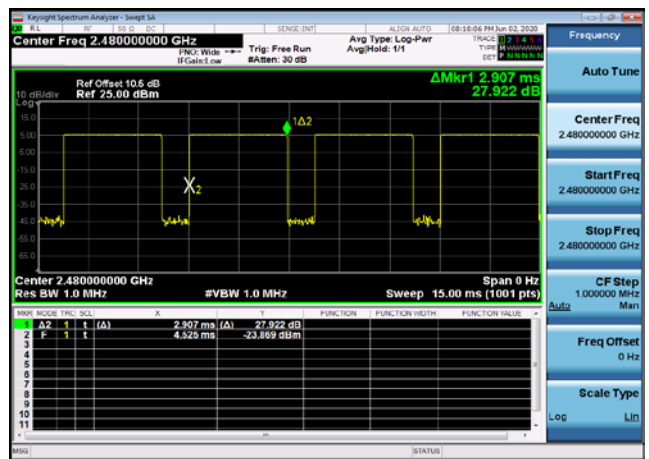 Keysight Spectrum Analyzer - Swept SA
RL RF 50 Ω DC SENSE:INT ALIGN AUTO 08:18:06 PM Jun 02, 2020
Center Freq 2.480000000 GHz
PNO: Wide
IFGain:Low
Trig: Free Run
#Atten: 30 dB
Avg Type: Log-Pwr
Avg|Hold: 1/1
TRACE 1 2 3 4 5 6
TYPE M WWWWW
DET P N N N N N
Frequency
Auto Tune
Center Freq
2.480000000 GHz
Start Freq
2.480000000 GHz
Stop Freq
2.480000000 GHz
CF Step
1.000000 MHz
Auto Man
Freq Offset
0 Hz
Scale Type
Log Lin
ΔMkr1 2.907 ms
27.922 dB
Ref Offset 10.5 dB
Ref 25.00 dBm
10 dB/div
Log
15.0
5.00
-5.00
-15.0
-25.0
-35.0
-45.0
-55.0
-65.0
1Δ2
X2
Center 2.480000000 GHz Span 0 Hz
Res BW 1.0 MHz #VBW 1.0 MHz Sweep 15.00 ms (1001 pts)
MKR MODE TRC SCL X Y FUNCTION FUNCTION WIDTH FUNCTION VALUE
1 Δ2 1 t (Δ) 2.907 ms (Δ) 27.922 dB
2 F 1 t 4.525 ms -23.869 dBm
3
4
5
6
7
8
9
10
11
MSG STATUS